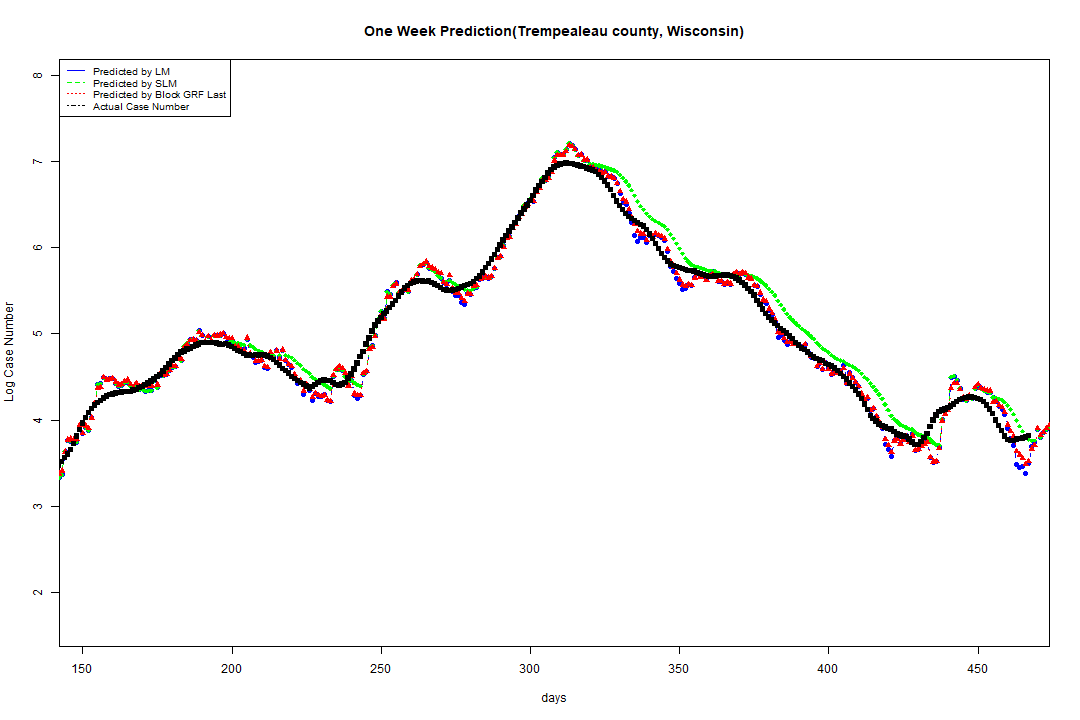 One Week Prediction(Trempealeau county, Wisconsin)
Predicted by LM
Predicted by SLM
Predicted by Block GRF Last
Actual Case Number
8
7
6
5
4
3
2
Log Case Number
150 200 250 300 350 400 450
days